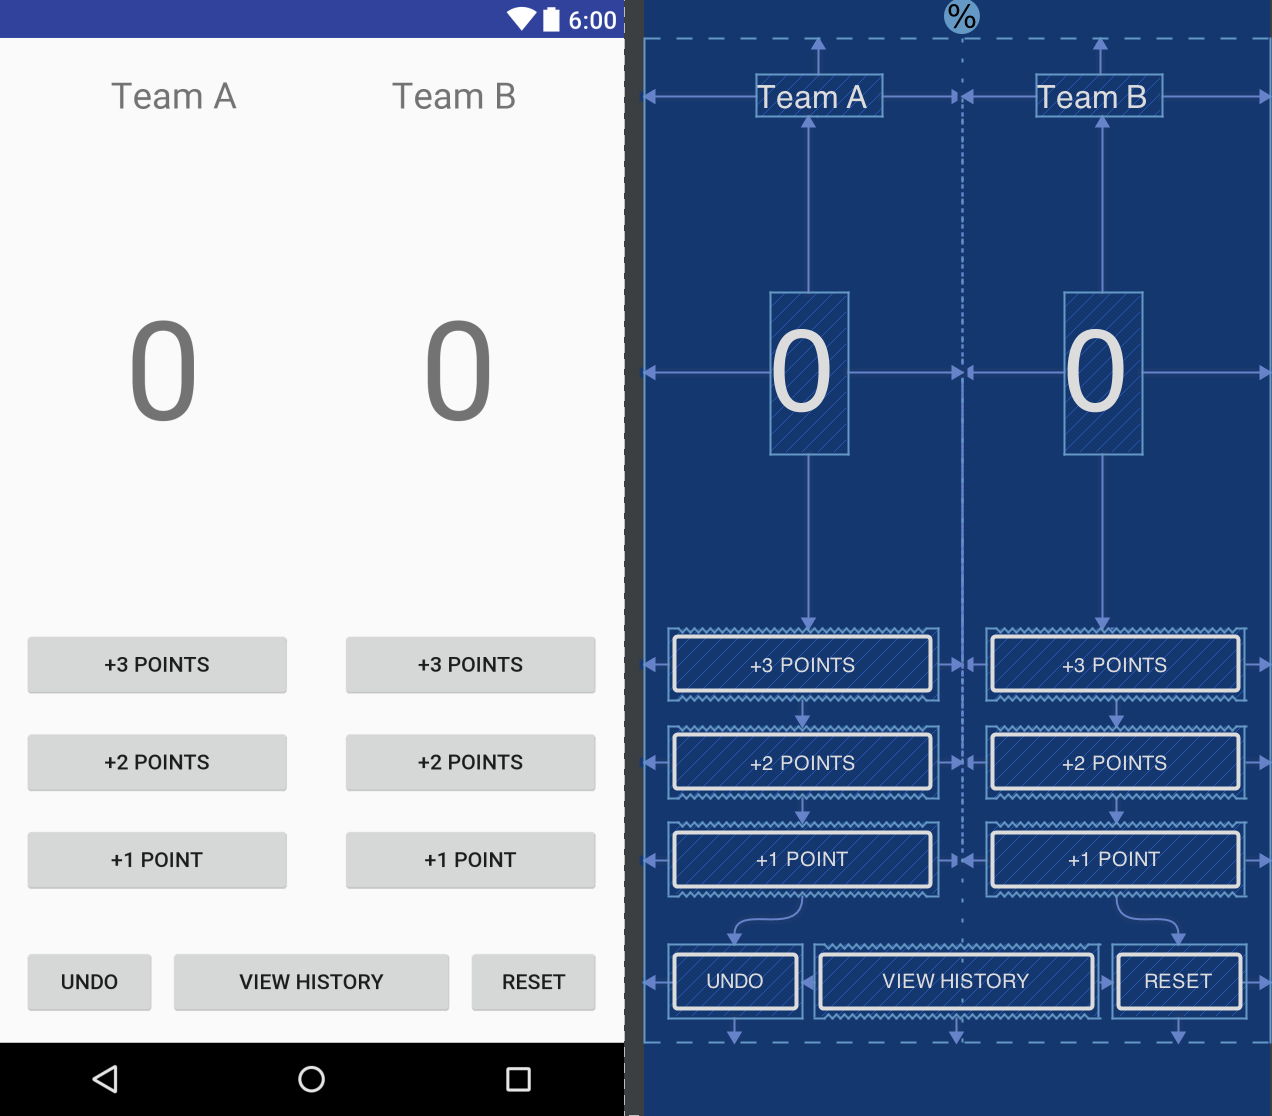 6:00
Team A
Team B
0
0
+3 POINTS
+3 POINTS
+2 POINTS
+2 POINTS
+1 POINT
+1 POINT
UNDO
VIEW HISTORY
RESET
%
Team A
Team B
0
0
+3 POINTS
+3 POINTS
+2 POINTS
+2 POINTS
+1 POINT
+1 POINT
UNDO
VIEW HISTORY
RESET